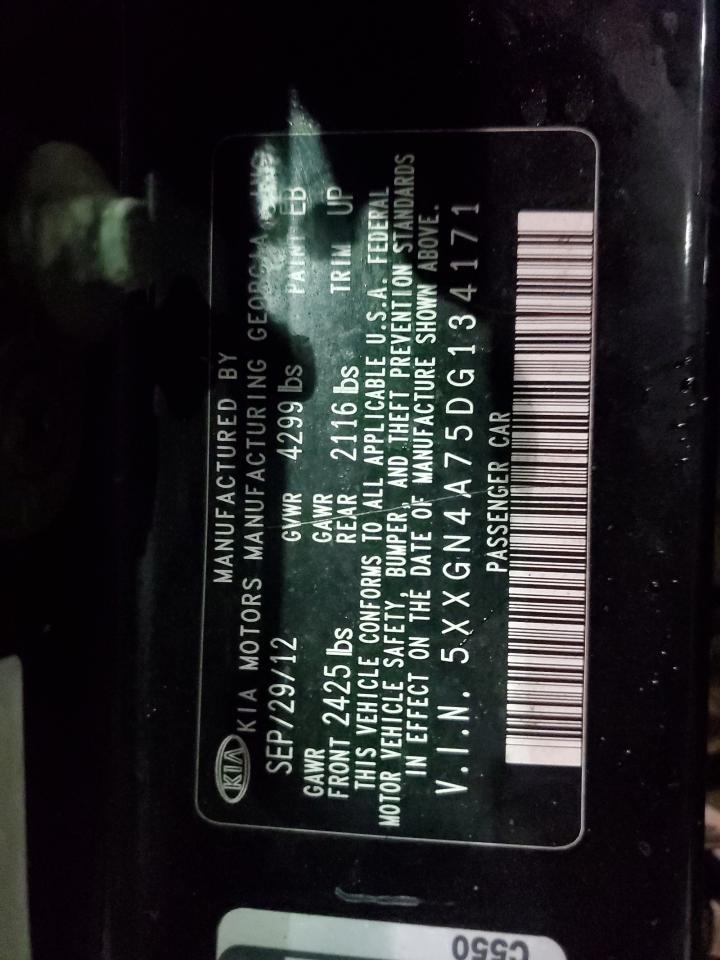 MANUFACTURED BY
KIA KIA MOTORS MANUFACTURING GEORGIA, INC.
SEP/29/12 GVWR 4299 lbs PAINT EB
GAWR GAWR
FRONT 2425 lbs REAR 2116 lbs TRIM UP
THIS VEHICLE CONFORMS TO ALL APPLICABLE U.S.A. FEDERAL
MOTOR VEHICLE SAFETY, BUMPER, AND THEFT PREVENTION STANDARDS
IN EFFECT ON THE DATE OF MANUFACTURE SHOWN ABOVE.
V.I.N. 5XXGN4A75DG134171
PASSENGER CAR
C550